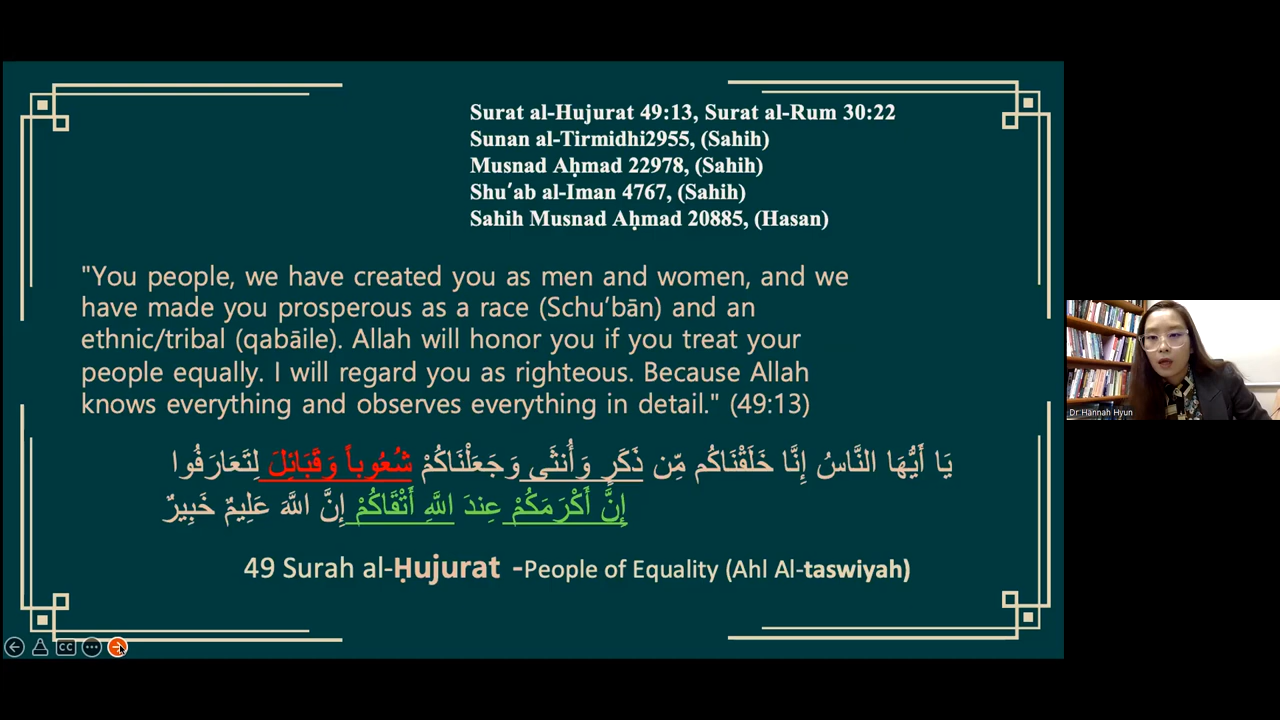 Surat al-Hujurat 49:13, Surat al-Rum 30:22
Sunan al-Tirmidhi2955, (Sahih)
Musnad Aḥmad 22978, (Sahih)
Shu’ab al-Iman 4767, (Sahih)
Sahih Musnad Aḥmad 20885, (Hasan)
"You people, we have created you as men and women, and we
have made you prosperous as a race (Schu’bān) and an
ethnic/tribal (qabāile). Allah will honor you if you treat your
people equally. I will regard you as righteous. Because Allah
knows everything and observes everything in detail." (49:13)
يَا أَيُّهَا النَّاسُ إِنَّا خَلَقْنَاكُم مِّن ذَكَرٍ وَأُنثَى وَجَعَلْنَاكُمْ شُعُوباً وَقَبَائِلَ لِتَعَارَفُوا
إِنَّ أَكْرَمَكُمْ عِندَ اللَّهِ أَتْقَاكُمْ إِنَّ اللَّهَ عَلِيمٌ خَبِيرٌ
49 Surah al-Ḥujurat -People of Equality (Ahl Al-taswiyah)
CC
Dr Hannah Hyun